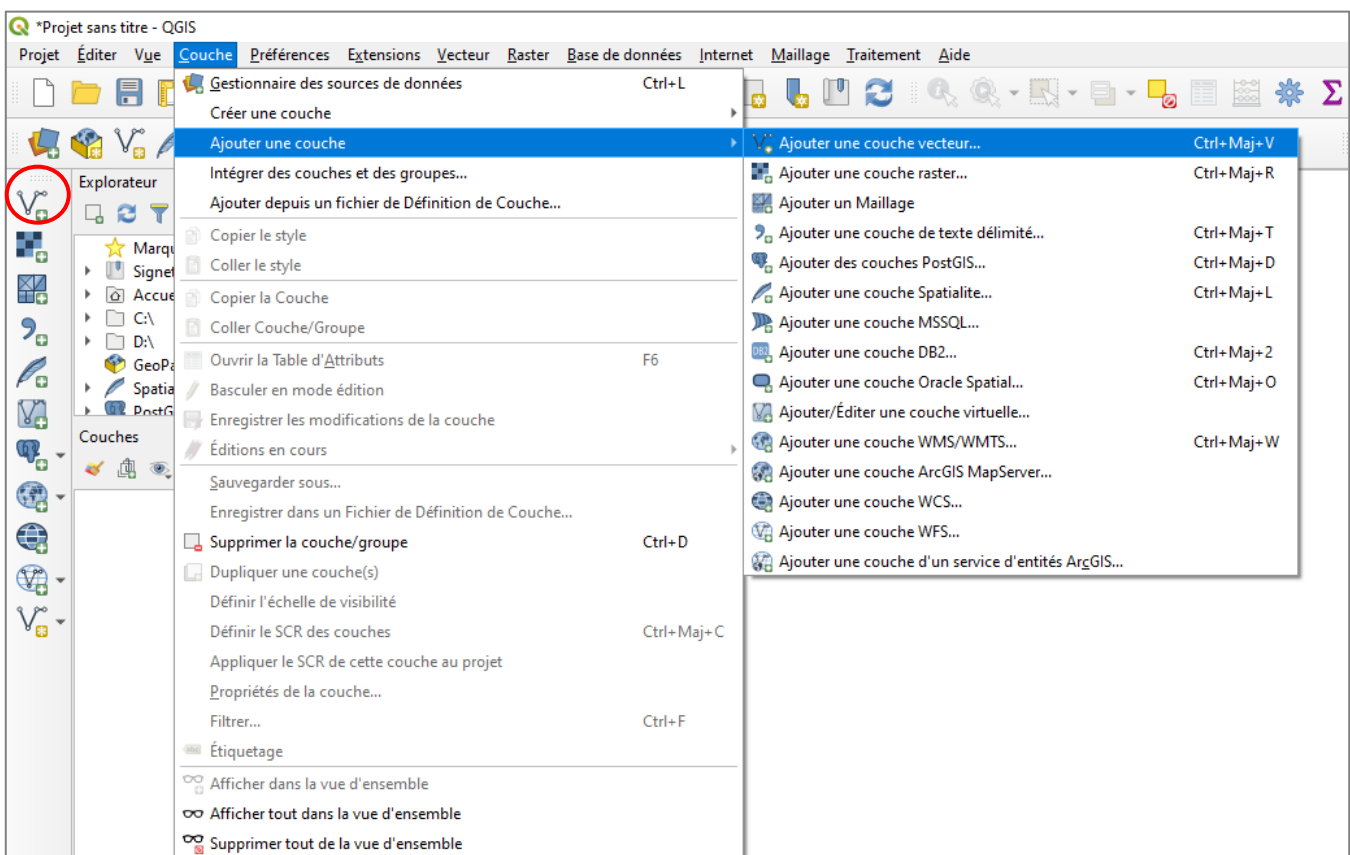 *Projet sans titre - QGIS
Projet Éditer Vue Couche Préférences Extensions Vecteur Raster Base de données Internet Maillage Traitement Aide
Gestionnaire des sources de données Ctrl+L
Créer une couche
Ajouter une couche
Intégrer des couches et des groupes...
Ajouter depuis un fichier de Définition de Couche...
Copier le style
Coller le style
Copier la Couche
Coller Couche/Groupe
Ouvrir la Table d'Attributs F6
Basculer en mode édition
Enregistrer les modifications de la couche
Éditions en cours
Sauvegarder sous...
Enregistrer dans un Fichier de Définition de Couche...
Supprimer la couche/groupe Ctrl+D
Dupliquer une couche(s)
Définir l'échelle de visibilité
Définir le SCR des couches Ctrl+Maj+C
Appliquer le SCR de cette couche au projet
Propriétés de la couche...
Filtrer... Ctrl+F
Étiquetage
Afficher dans la vue d'ensemble
Afficher tout dans la vue d'ensemble
Supprimer tout de la vue d'ensemble
Ajouter une couche vecteur... Ctrl+Maj+V
Ajouter une couche raster... Ctrl+Maj+R
Ajouter un Maillage
Ajouter une couche de texte délimité... Ctrl+Maj+T
Ajouter des couches PostGIS... Ctrl+Maj+D
Ajouter une couche Spatialite... Ctrl+Maj+L
Ajouter une couche MSSQL...
DB2 Ajouter une couche DB2... Ctrl+Maj+2
Ajouter une couche Oracle Spatial... Ctrl+Maj+O
Ajouter/Éditer une couche virtuelle...
Ajouter une couche WMS/WMTS... Ctrl+Maj+W
Ajouter une couche ArcGIS MapServer...
Ajouter une couche WCS...
Ajouter une couche WFS...
Ajouter une couche d'un service d'entités ArcGIS...
Explorateur
Marqu
Signet
Accue
C:\
D:\
GeoPa
Spatia
PostG
Couches